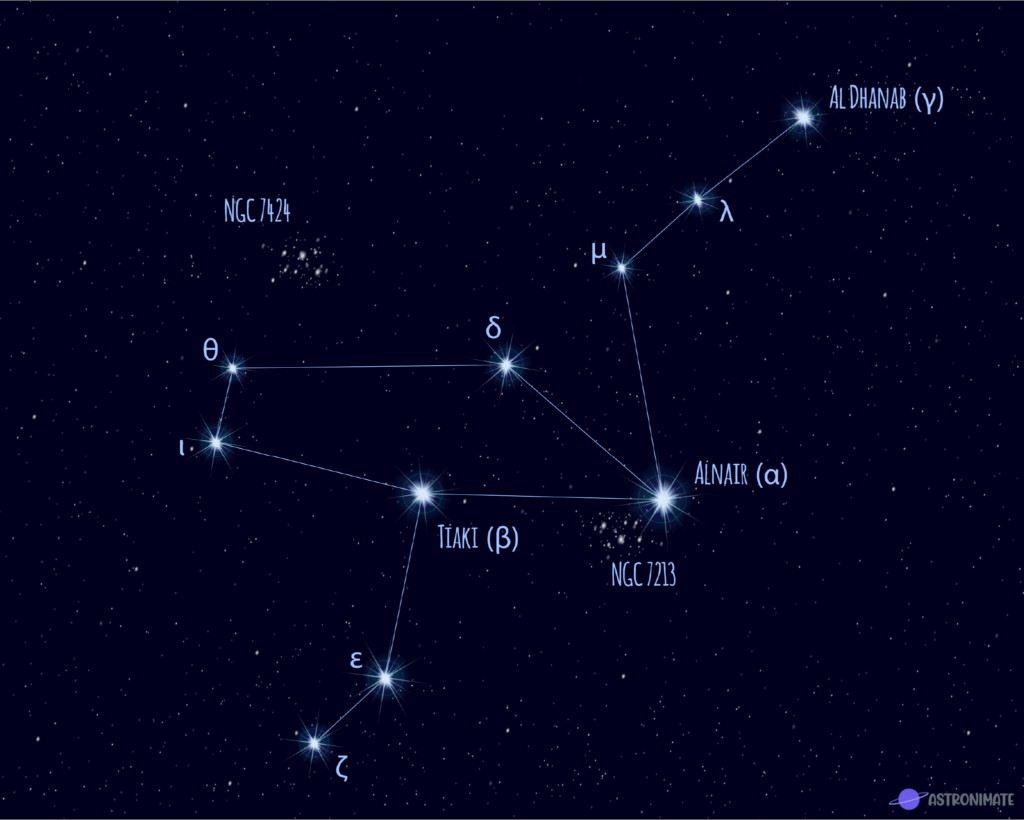 AL DHANAB (γ)
λ
NGC 7424
μ
δ
θ
ι
ALNAIR (α)
TIAKI (β)
NGC 7213
ε
ζ
ASTRONIMATE